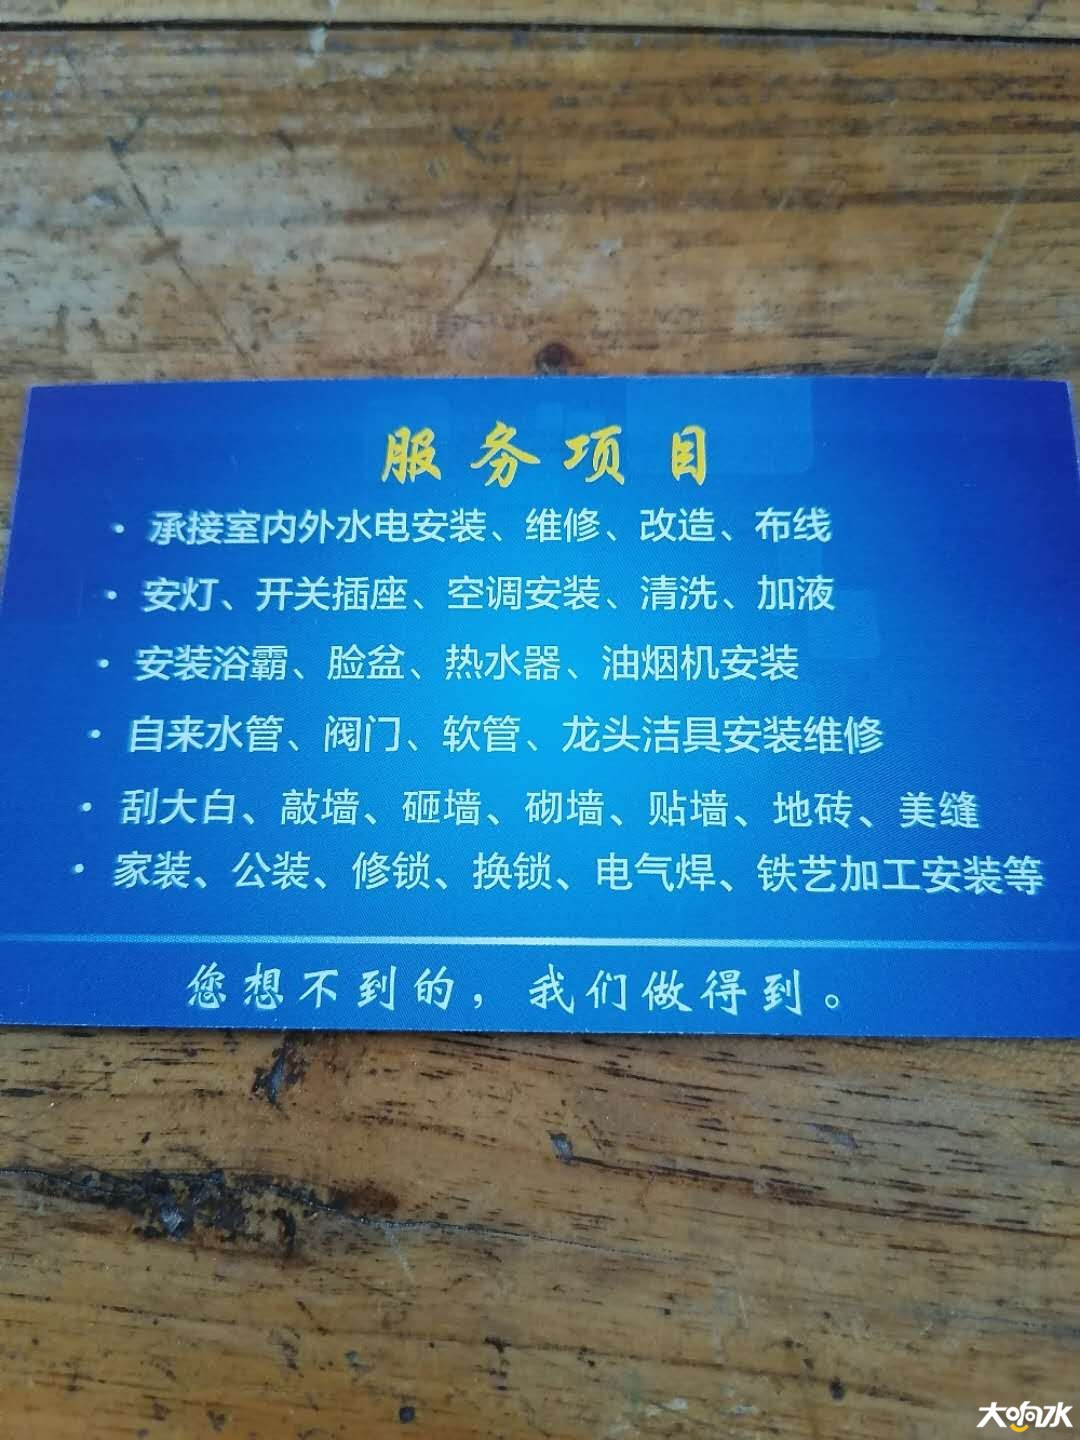 服务项目
· 承接室内外水电安装、维修、改造、布线
· 安灯、开关插座、空调安装、清洗、加液
· 安装浴霸、脸盆、热水器、油烟机安装
· 自来水管、阀门、软管、龙头洁具安装维修
· 刮大白、敲墙、砸墙、砌墙、贴墙、地砖、美缝
· 家装、公装、修锁、换锁、电气焊、铁艺加工安装等
您想不到的，我们做得到。
大响水